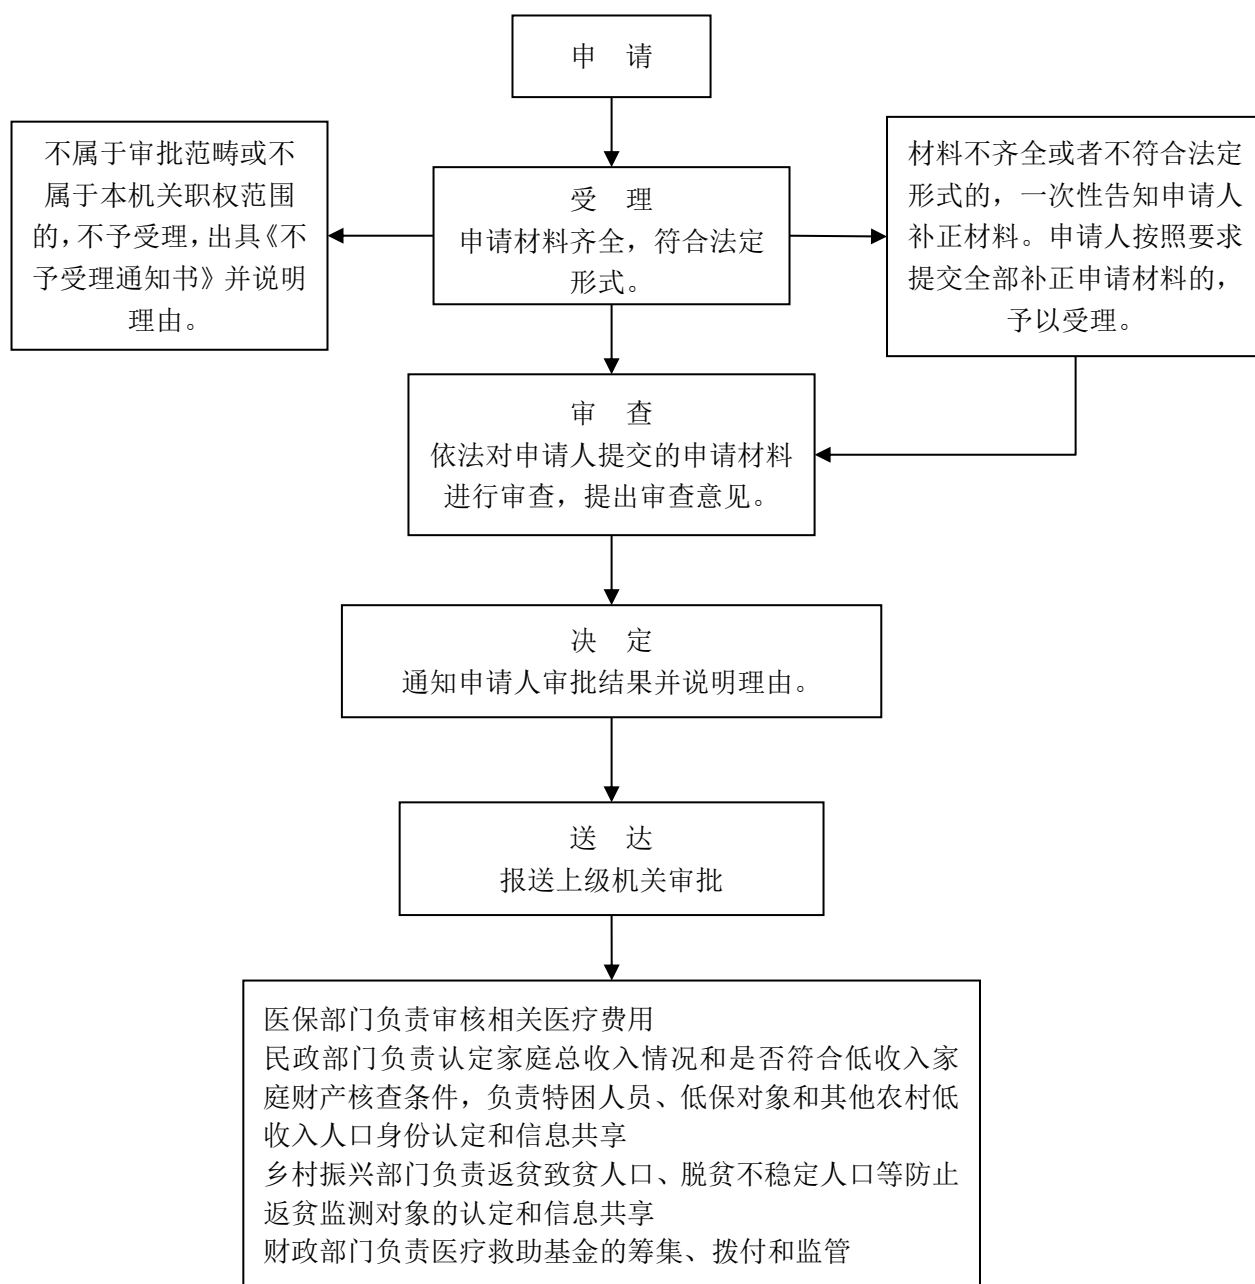 申 请
不属于审批范畴或不
属于本机关职权范围
的,不予受理,出具《不
予受理通知书》并说明
理由。
受 理
申请材料齐全，符合法定
形式。
材料不齐全或者不符合法定
形式的，一次性告知申请人
补正材料。申请人按照要求
提交全部补正申请材料的，
予以受理。
审 查
依法对申请人提交的申请材料
进行审查，提出审查意见。
决 定
通知申请人审批结果并说明理由。
送 达
报送上级机关审批
医保部门负责审核相关医疗费用
民政部门负责认定家庭总收入情况和是否符合低收入家
庭财产核查条件，负责特困人员、低保对象和其他农村低
收入人口身份认定和信息共享
乡村振兴部门负责返贫致贫人口、脱贫不稳定人口等防止
返贫监测对象的认定和信息共享
财政部门负责医疗救助基金的筹集、拨付和监管